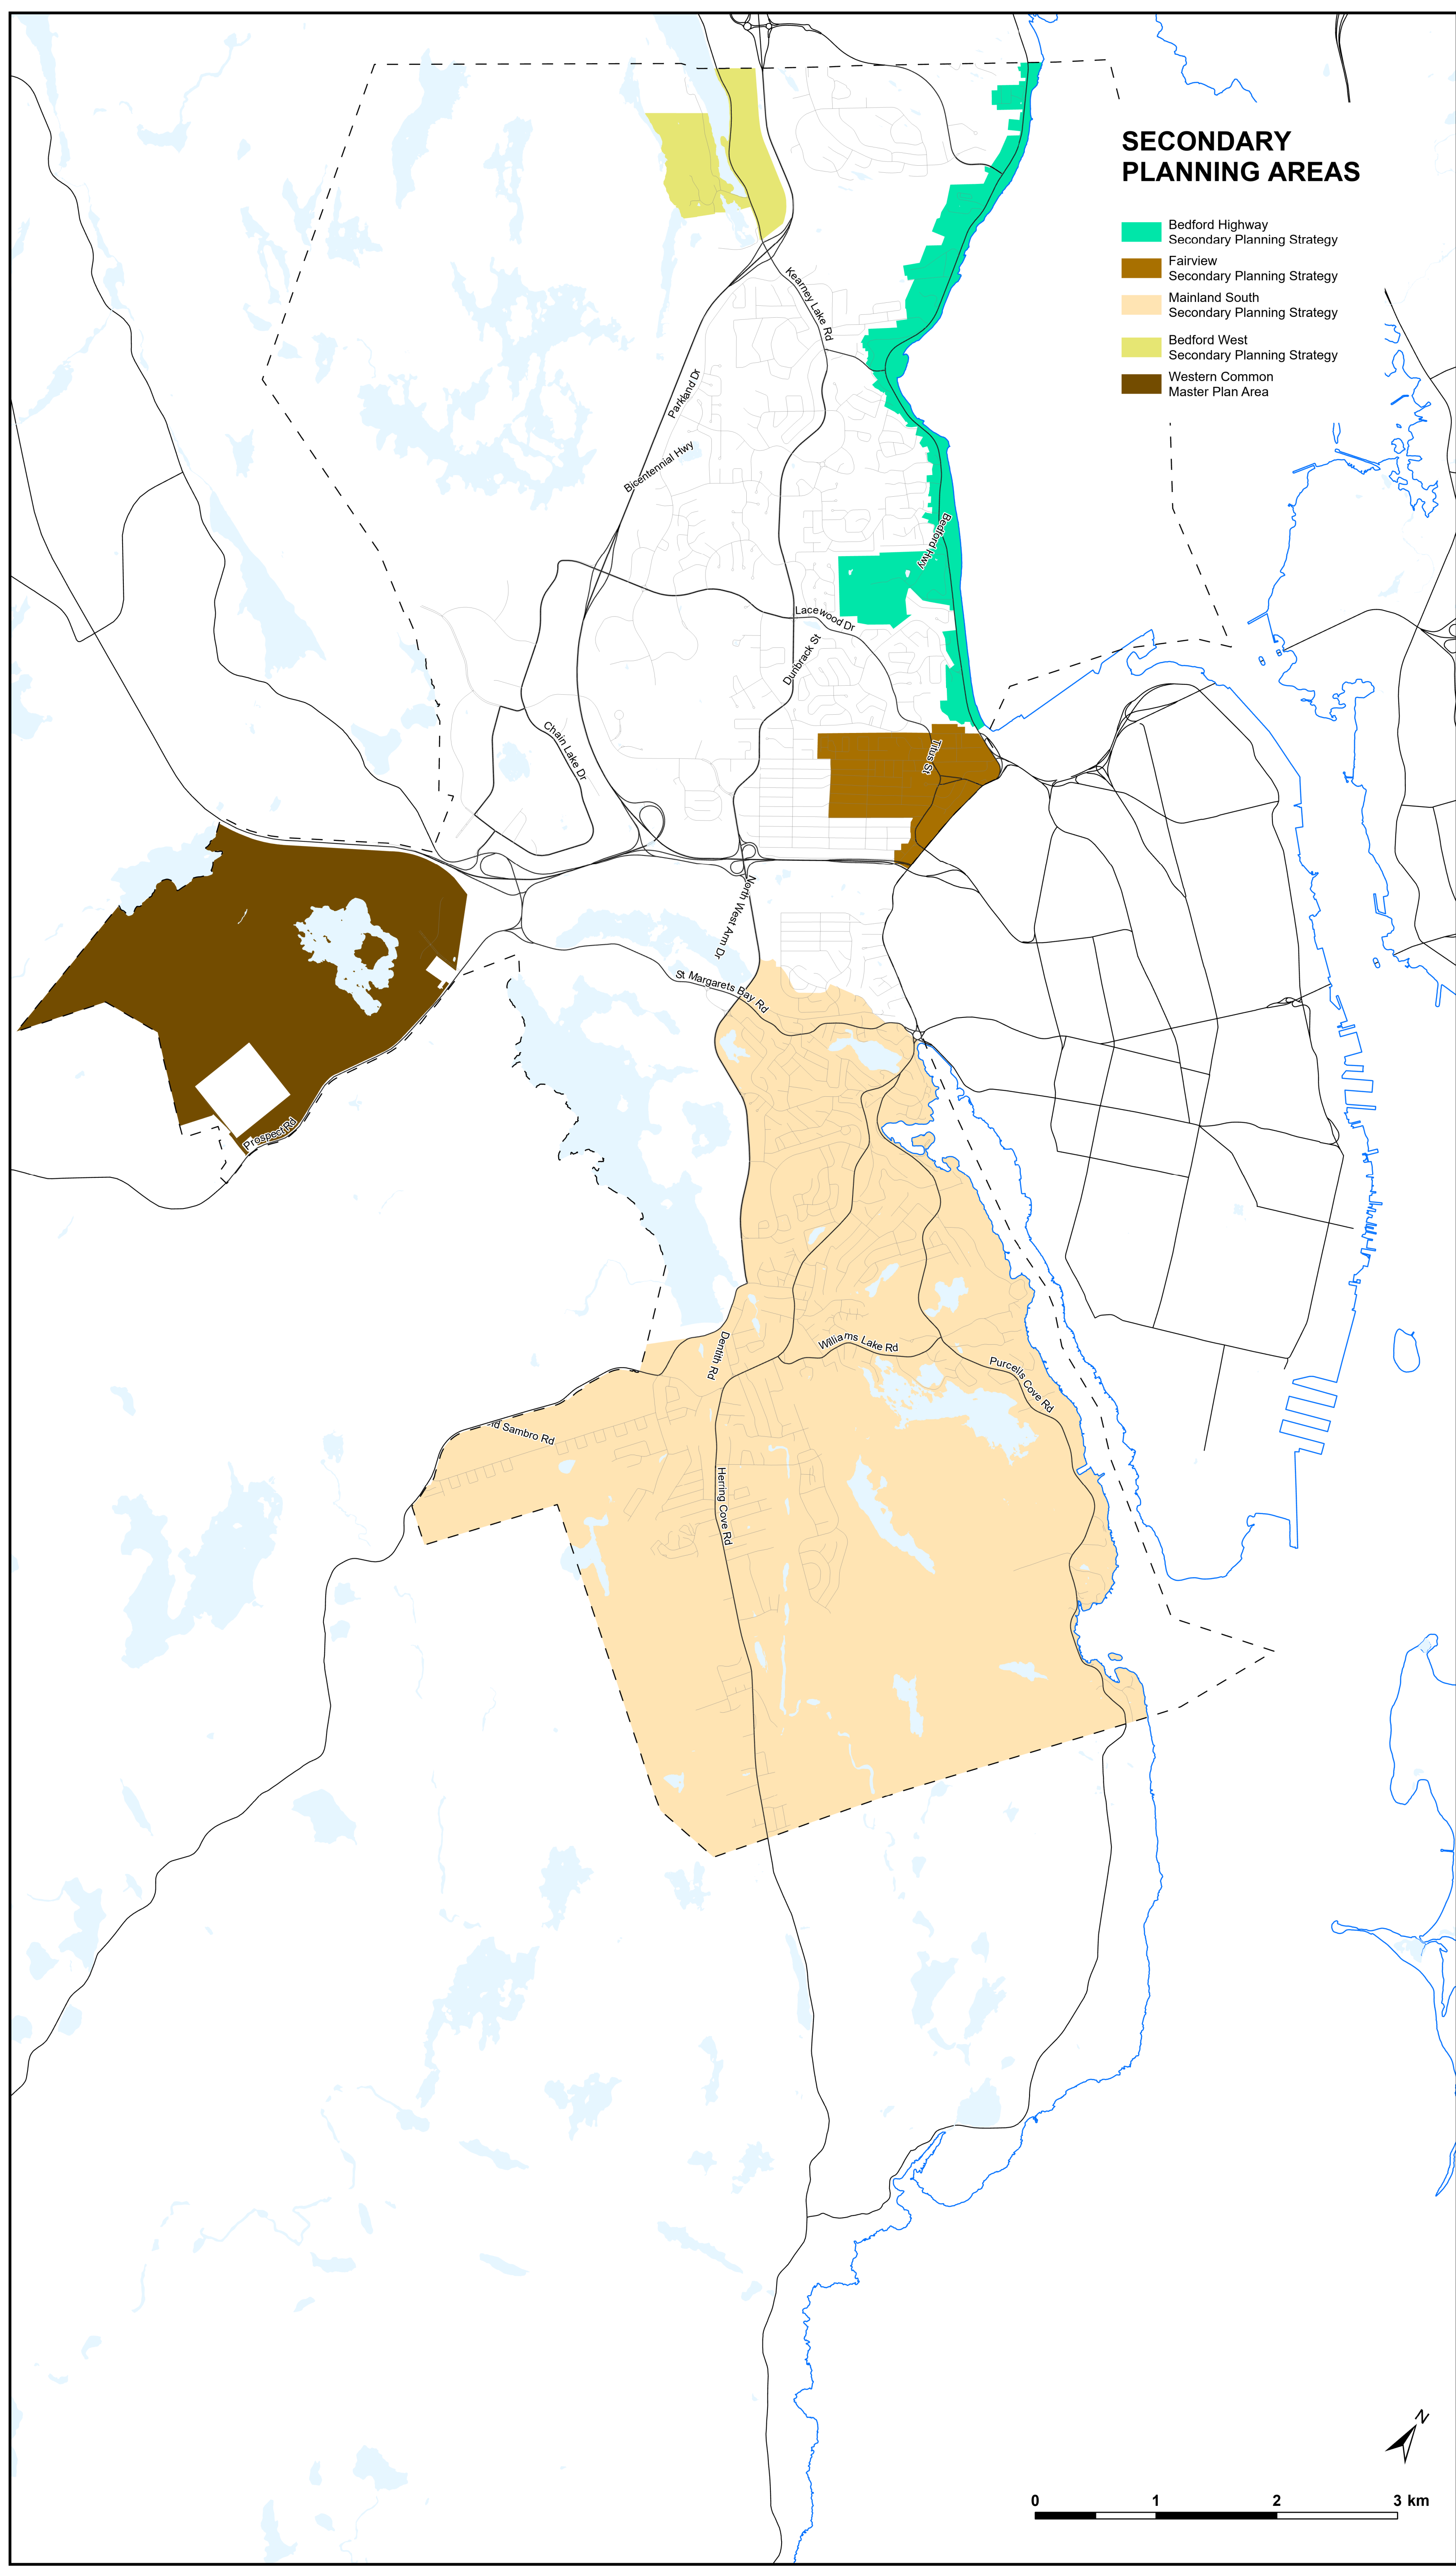 SECONDARY
PLANNING AREAS
Bedford Highway
Secondary Planning Strategy
Fairview
Secondary Planning Strategy
Mainland South
Secondary Planning Strategy
Bedford West
Secondary Planning Strategy
Western Common
Master Plan Area
Kearney Lake Rd
Parkland Dr
Bicentennial Hwy
Bedford Hwy
Lacewood Dr
Dunbrack St
Chain Lake Dr
Titus St
North West Arm Dr
St Margarets Bay Rd
Prospect Rd
Dentith Rd
Williams Lake Rd
Purcells Cove Rd
ld Sambro Rd
Herring Cove Rd
N
0 1 2 3 km